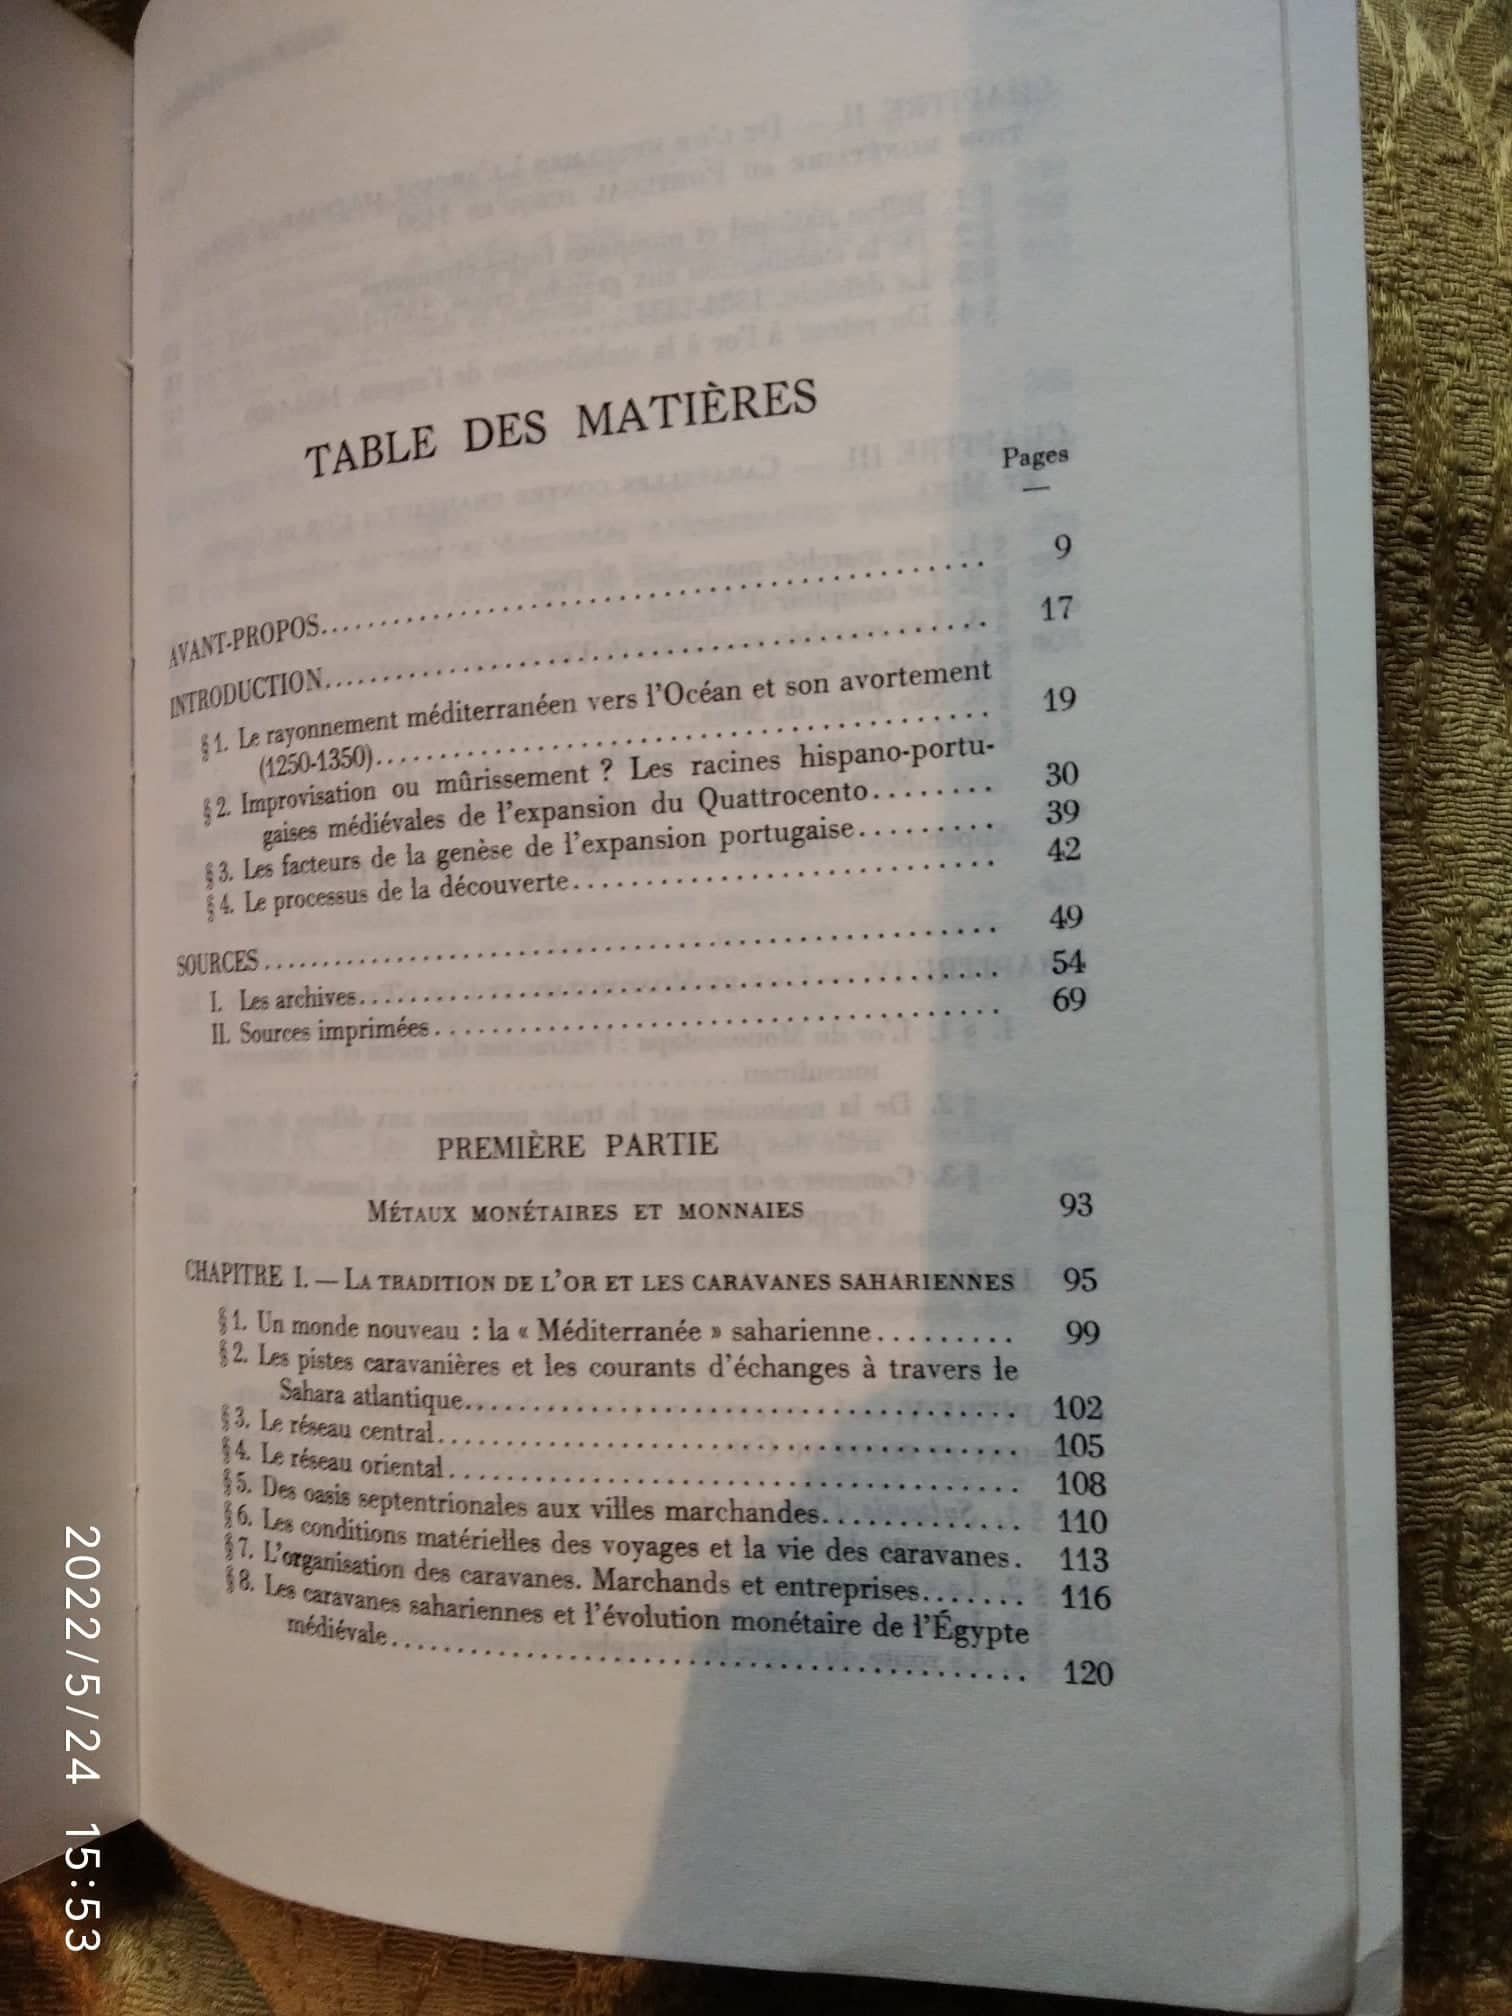 TABLE DES MATIÈRES
Pages
AVANT-PROPOS.......... 9
INTRODUCTION.......... 17
§ 1. Le rayonnement méditerranéen vers l'Océan et son avortement
(1250-1350).......... 19
§ 2. Improvisation ou mûrissement ? Les racines hispano-portu-
gaises médiévales de l'expansion du Quattrocento........ 30
§ 3. Les facteurs de la genèse de l'expansion portugaise......... 39
§ 4. Le processus de la découverte.......... 42
SOURCES.......... 49
I. Les archives.......... 54
II. Sources imprimées.......... 69
PREMIÈRE PARTIE
MÉTAUX MONÉTAIRES ET MONNAIES 93
CHAPITRE I. — LA TRADITION DE L'OR ET LES CARAVANES SAHARIENNES 95
§ 1. Un monde nouveau : la « Méditerranée » saharienne......... 99
§ 2. Les pistes caravanières et les courants d'échanges à travers le
Sahara atlantique.......... 102
§ 3. Le réseau central.......... 105
§ 4. Le réseau oriental.......... 108
§ 5. Des oasis septentrionales aux villes marchandes............. 110
§ 6. Les conditions matérielles des voyages et la vie des caravanes. 113
§ 7. L'organisation des caravanes. Marchands et entreprises....... 116
§ 8. Les caravanes sahariennes et l'évolution monétaire de l'Égypte
médiévale.......... 120
2022/5/24 15:53